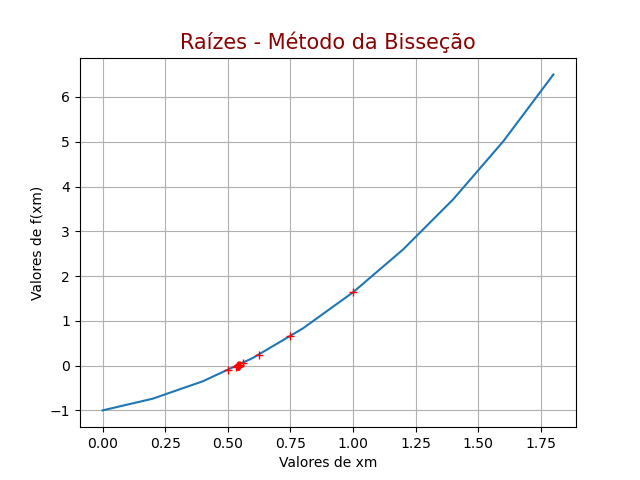 Raízes - Método da Bisseção
Valores de f(xm)
6
5
4
3
2
1
0
−1
0.00 0.25 0.50 0.75 1.00 1.25 1.50 1.75
Valores de xm